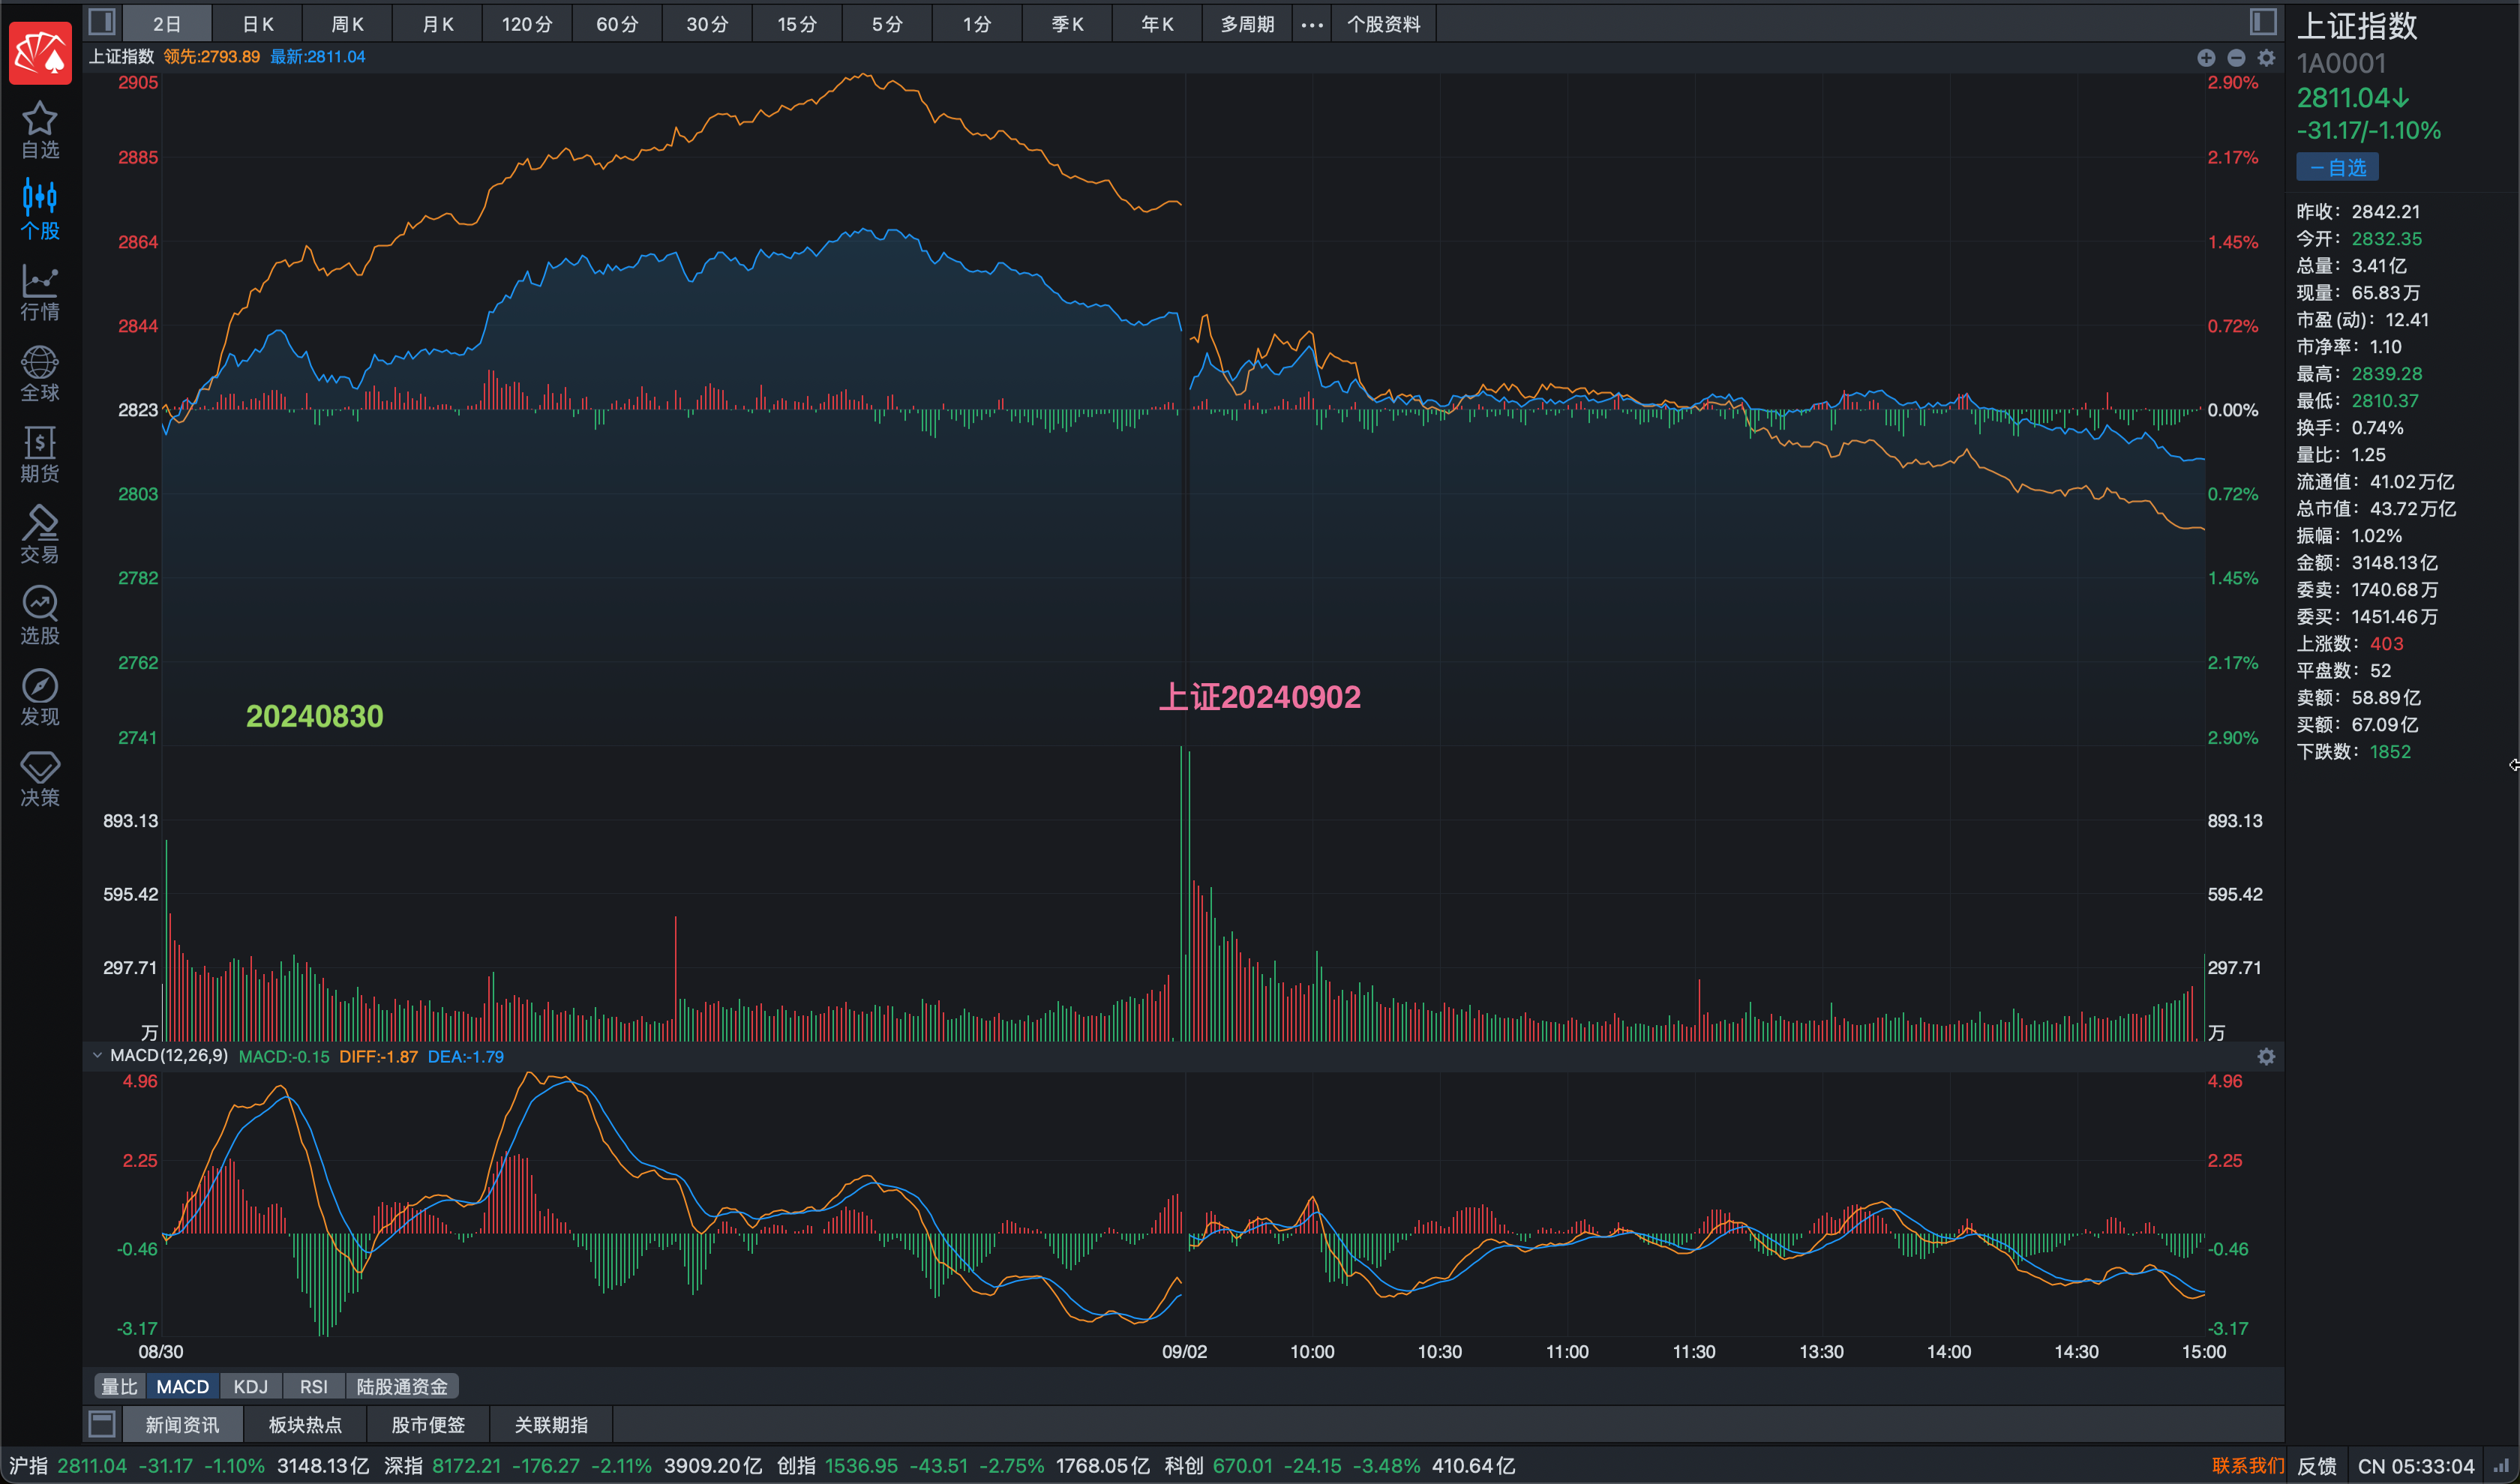 2日 日K 周K 月K 120分 60分 30分 15分 5分 1分 季K 年K 多周期 ••• 个股资料
上证指数 领先:2793.89 最新:2811.04
自选
个股
行情
全球
期货
交易
选股
发现
决策
2905 2.90%
2885 2.17%
2864 1.45%
2844 0.72%
2823 0.00%
2803 0.72%
2782 1.45%
2762 2.17%
2741 2.90%
20240830
上证20240902
893.13 893.13
595.42 595.42
297.71 297.71
万 万
MACD(12,26,9) MACD:-0.15 DIFF:-1.87 DEA:-1.79
4.96 4.96
2.25 2.25
-0.46 -0.46
-3.17 -3.17
08/30 09/02 10:00 10:30 11:00 11:30 13:30 14:00 14:30 15:00
量比 MACD KDJ RSI 陆股通资金
新闻资讯 板块热点 股市便签 关联期指
上证指数
1A0001
2811.04↓
-31.17/-1.10%
－自选
昨收：2842.21
今开：2832.35
总量：3.41亿
现量：65.83万
市盈(动)：12.41
市净率：1.10
最高：2839.28
最低：2810.37
换手：0.74%
量比：1.25
流通值：41.02万亿
总市值：43.72万亿
振幅：1.02%
金额：3148.13亿
委卖：1740.68万
委买：1451.46万
上涨数：403
平盘数：52
卖额：58.89亿
买额：67.09亿
下跌数：1852
沪指 2811.04 -31.17 -1.10% 3148.13亿 深指 8172.21 -176.27 -2.11% 3909.20亿 创指 1536.95 -43.51 -2.75% 1768.05亿 科创 670.01 -24.15 -3.48% 410.64亿 联系我们 反馈 CN 05:33:04